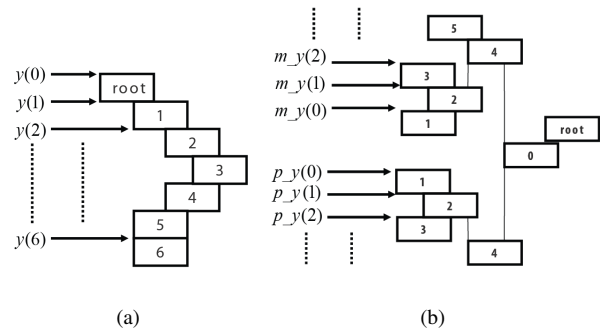 y(0)
root
y(1)
1
y(2)
2
3
4
5
y(6)
6
(a)
5
4
m_y(2)
3
m_y(1)
2
m_y(0)
1
root
0
p_y(0)
1
p_y(1)
2
p_y(2)
3
4
(b)